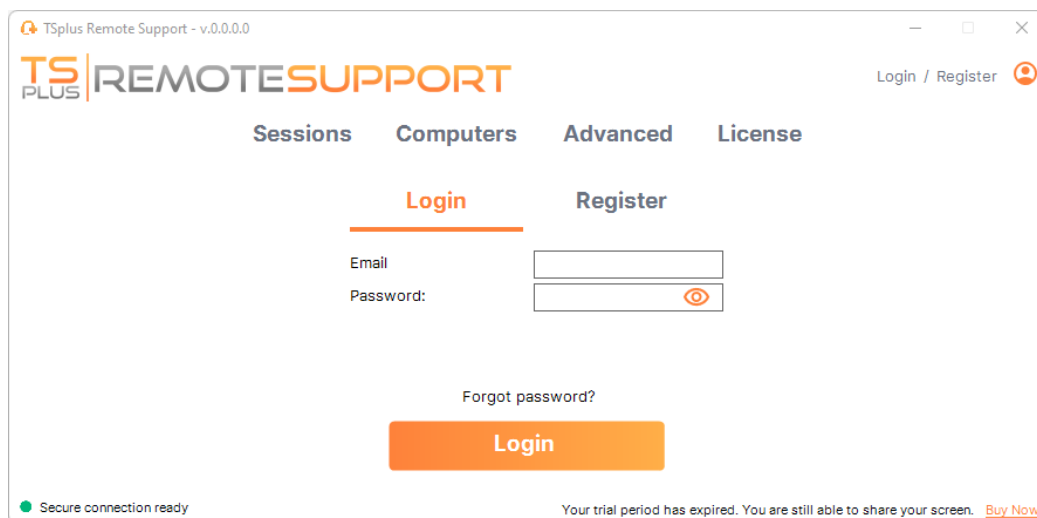 TSplus Remote Support - v.0.0.0.0
TS PLUS REMOTESUPPORT
Login / Register
Sessions Computers Advanced License
Login Register
Email
Password:
Forgot password?
Login
Secure connection ready
Your trial period has expired. You are still able to share your screen. Buy Now